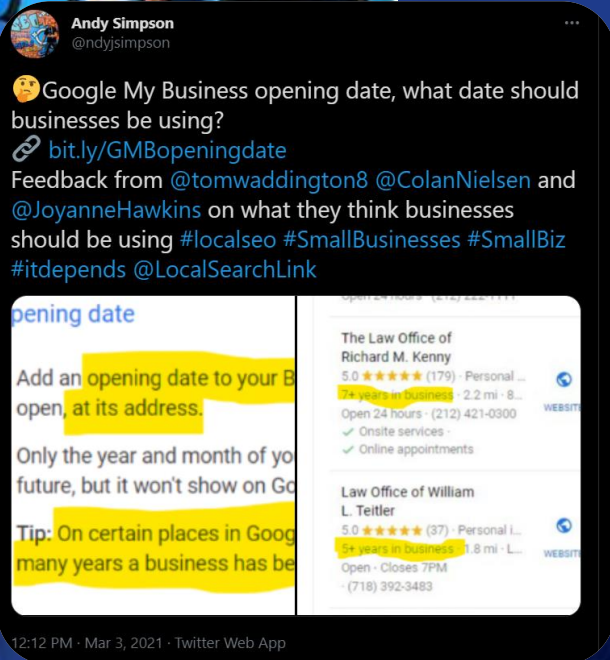 Andy Simpson
@ndyjsimpson
🤔Google My Business opening date, what date should
businesses be using?
🔗 bit.ly/GMBopeningdate
Feedback from @tomwaddington8 @ColanNielsen and
@JoyanneHawkins on what they think businesses
should be using #localseo #SmallBusinesses #SmallBiz
#itdepends @LocalSearchLink
pening date
Add an opening date to your B
open, at its address.
Only the year and month of yo
future, but it won't show on Go
Tip: On certain places in Goog
many years a business has be
The Law Office of
Richard M. Kenny
5.0 ★★★★★ (179) · Personal ...
7+ years in business · 2.2 mi · 8...
Open 24 hours · (212) 421-0300
✓ Onsite services ·
✓ Online appointments
WEBSIT
Law Office of William
L. Teitler
5.0 ★★★★★ (37) · Personal i...
5+ years in business · 1.8 mi · L...
Open · Closes 7PM
· (718) 392-3483
WEBSIT
12:12 PM · Mar 3, 2021 · Twitter Web App